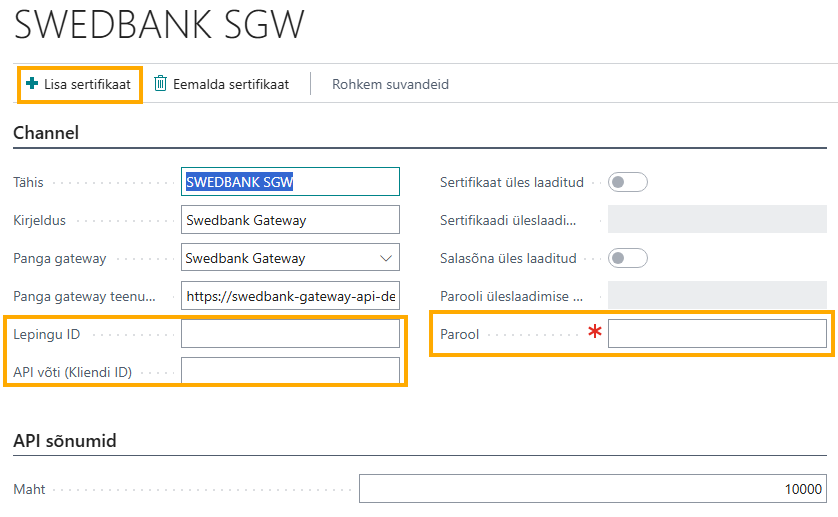 SWEDBANK SGW
Lisa sertifikaat Eemalda sertifikaat Rohkem suvandeid
Channel
Tähis SWEDBANK SGW
Kirjeldus Swedbank Gateway
Panga gateway Swedbank Gateway
Panga gateway teenu... https://swedbank-gateway-api-de
Lepingu ID
API võti (Kliendi ID)
Sertifikaat üles laaditud
Sertifikaadi üleslaadi...
Salasõna üles laaditud
Parooli üleslaadimise ...
Parool *
API sõnumid
Maht 10000